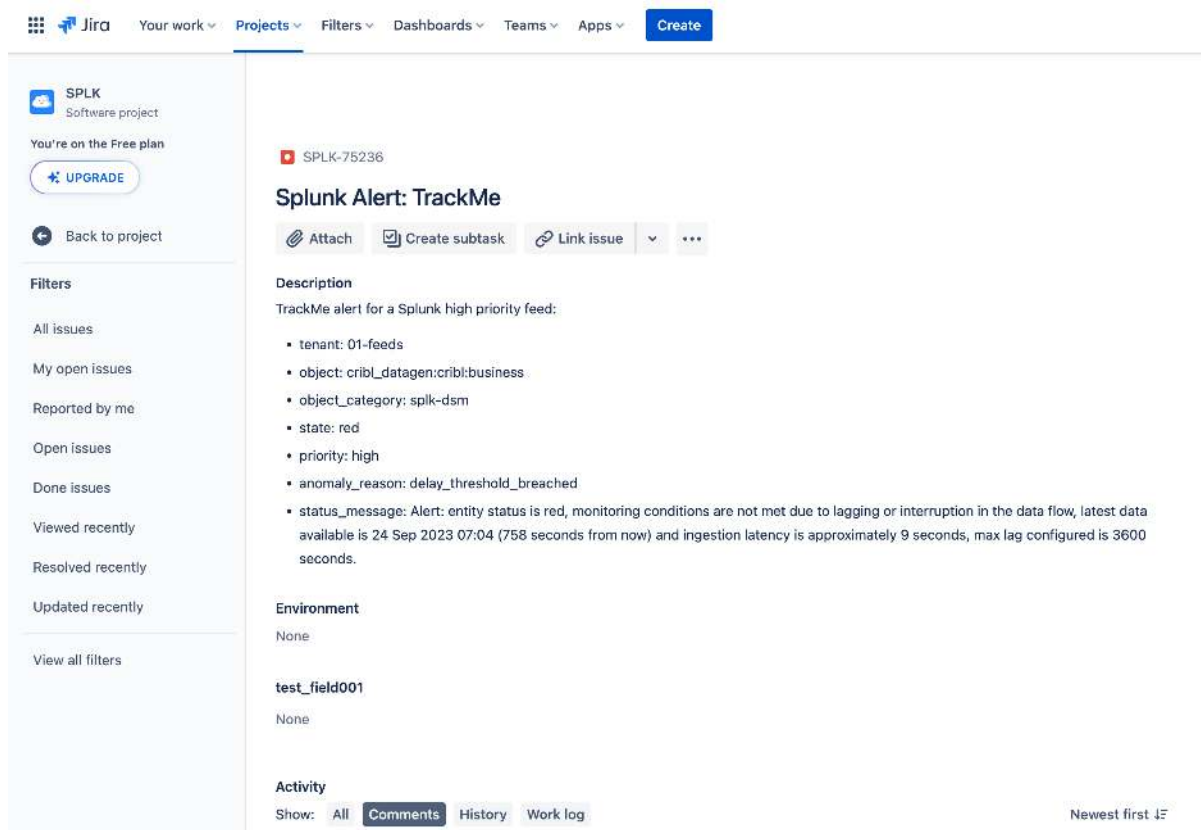 Jira Your work Projects Filters Dashboards Teams Apps Create
SPLK
Software project
You're on the Free plan
UPGRADE
Back to project
Filters
All issues
My open issues
Reported by me
Open issues
Done issues
Viewed recently
Resolved recently
Updated recently
View all filters
SPLK-75236
Splunk Alert: TrackMe
Attach Create subtask Link issue
Description
TrackMe alert for a Splunk high priority feed:
• tenant: 01-feeds
• object: cribl_datagen:cribl:business
• object_category: splk-dsm
• state: red
• priority: high
• anomaly_reason: delay_threshold_breached
• status_message: Alert: entity status is red, monitoring conditions are not met due to lagging or interruption in the data flow, latest data
available is 24 Sep 2023 07:04 (758 seconds from now) and ingestion latency is approximately 9 seconds, max lag configured is 3600
seconds.
Environment
None
test_field001
None
Activity
Show: All Comments History Work log Newest first